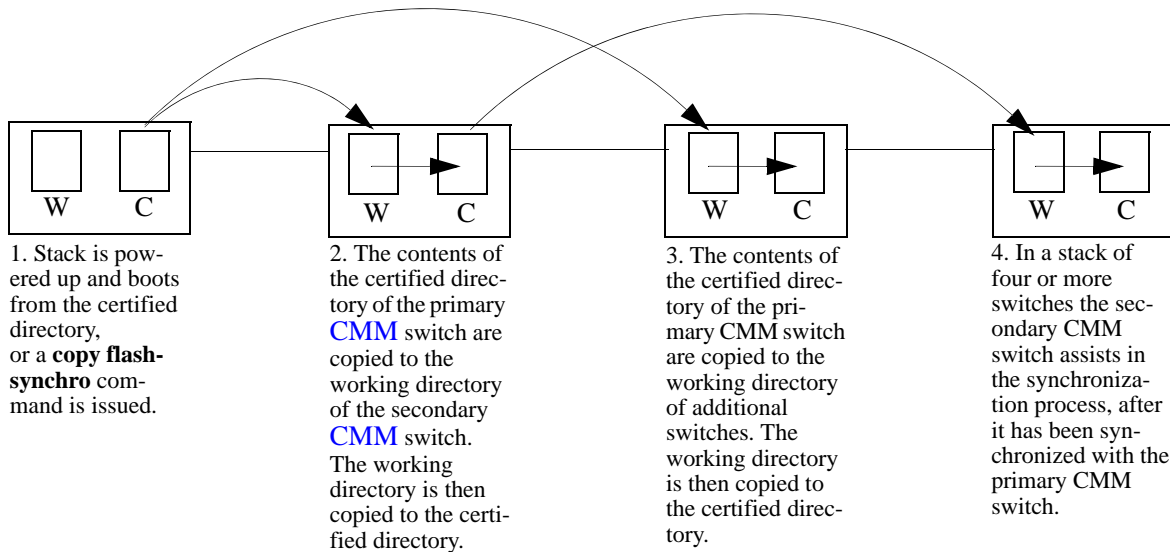 W C
W C
W C
W C
1. Stack is pow-
ered up and boots
from the certified
directory,
or a copy flash-
synchro com-
mand is issued.
2. The contents of
the certified direc-
tory of the primary
CMM switch are
copied to the
working directory
of the secondary
CMM switch.
The working
directory is then
copied to the certi-
fied directory.
3. The contents of
the certified direc-
tory of the pri-
mary CMM switch
are copied to the
working directory
of additional
switches. The
working directory
is then copied to
the certified direc-
tory.
4. In a stack of
four or more
switches the sec-
ondary CMM
switch assists in
the synchroniza-
tion process, after
it has been syn-
chronized with the
primary CMM
switch.